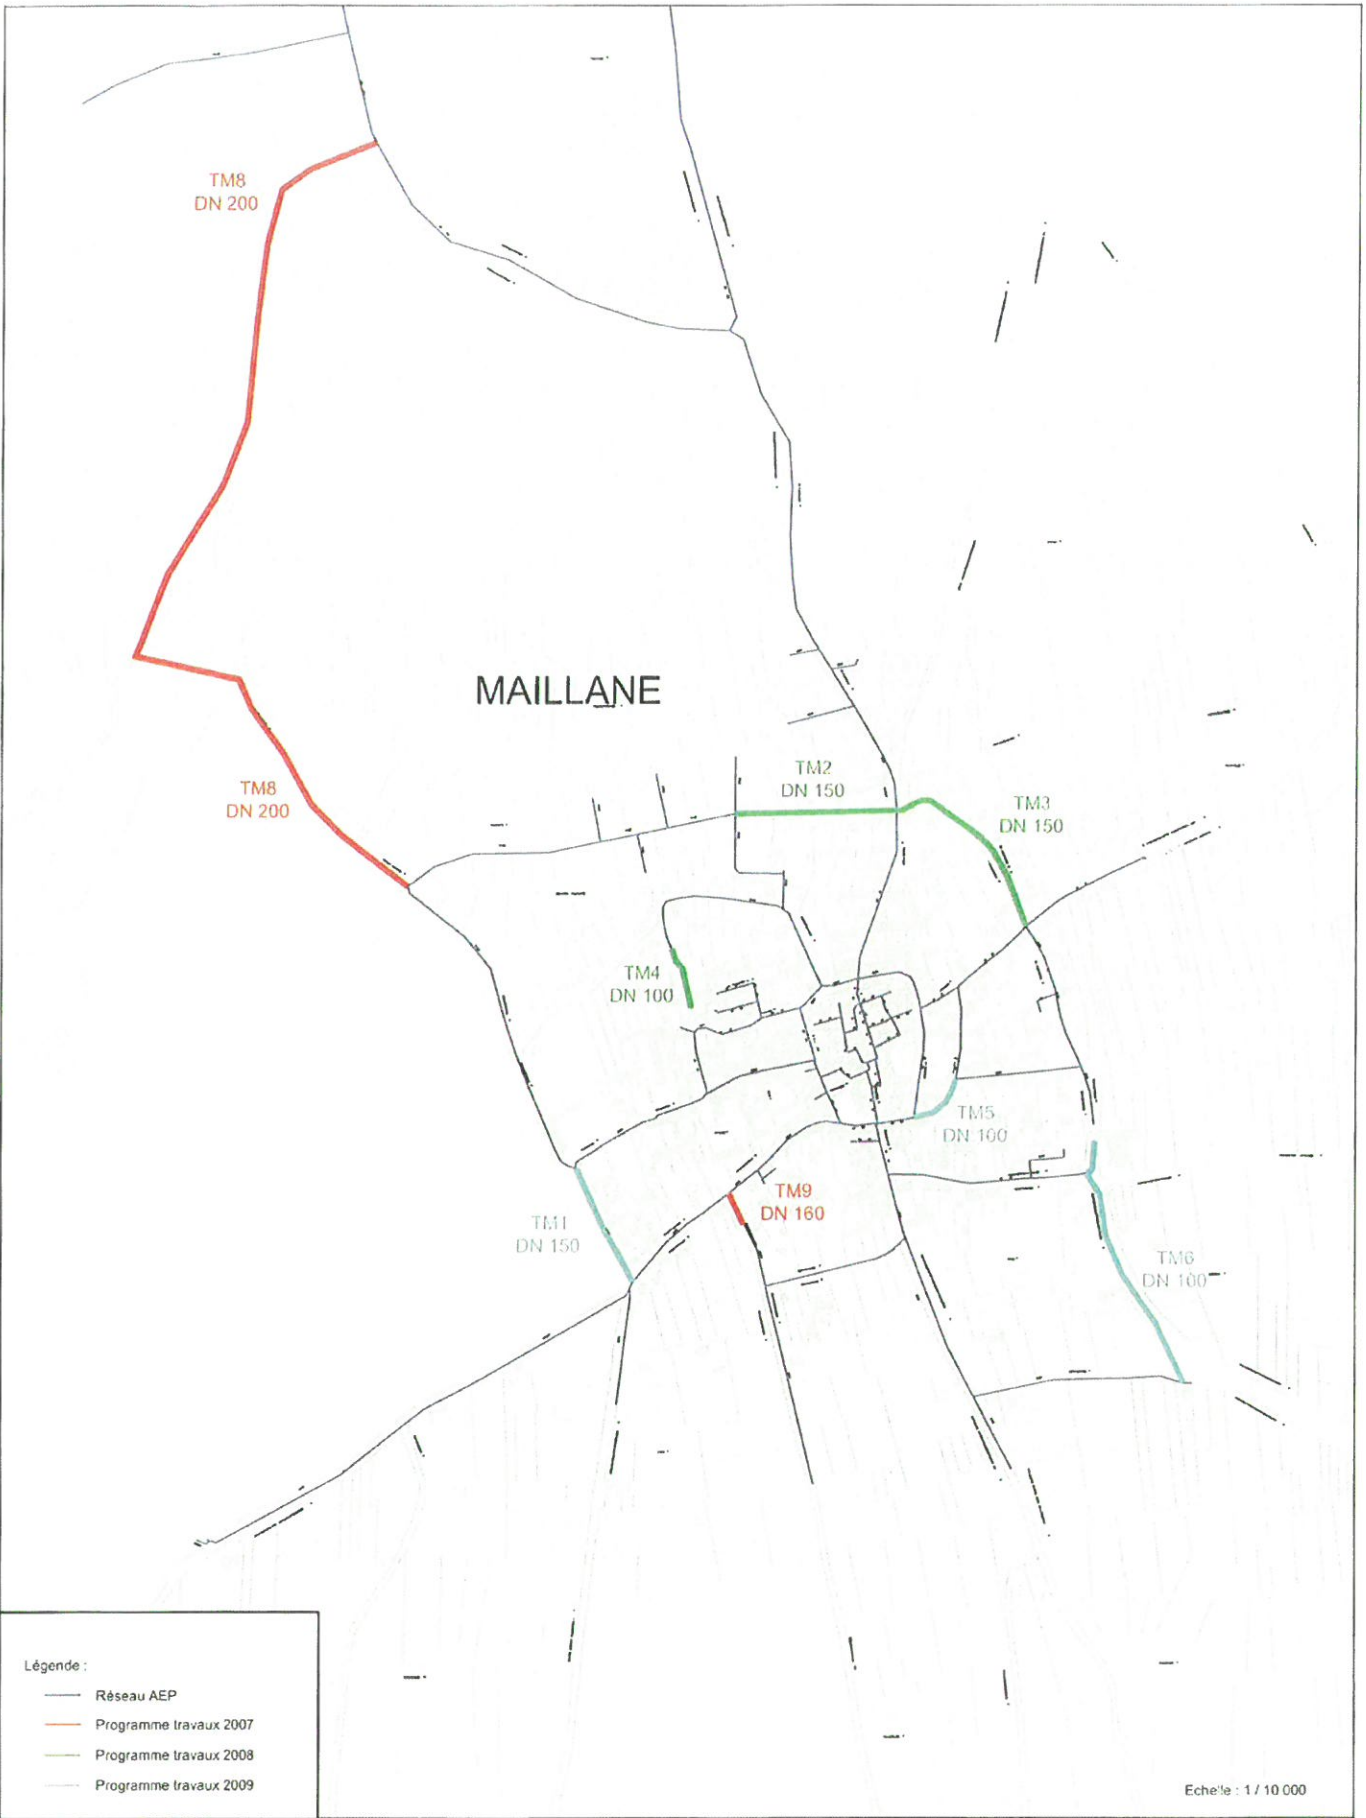 TM8
DN 200
MAILLANE
TM8
DN 200
TM2
DN 150
TM3
DN 150
TM4
DN 100
TM5
DN 100
TM9
DN 160
TM1
DN 150
TM6
DN 100
Légende :
Réseau AEP
Programme travaux 2007
Programme travaux 2008
Programme travaux 2009
Echelle : 1 / 10 000